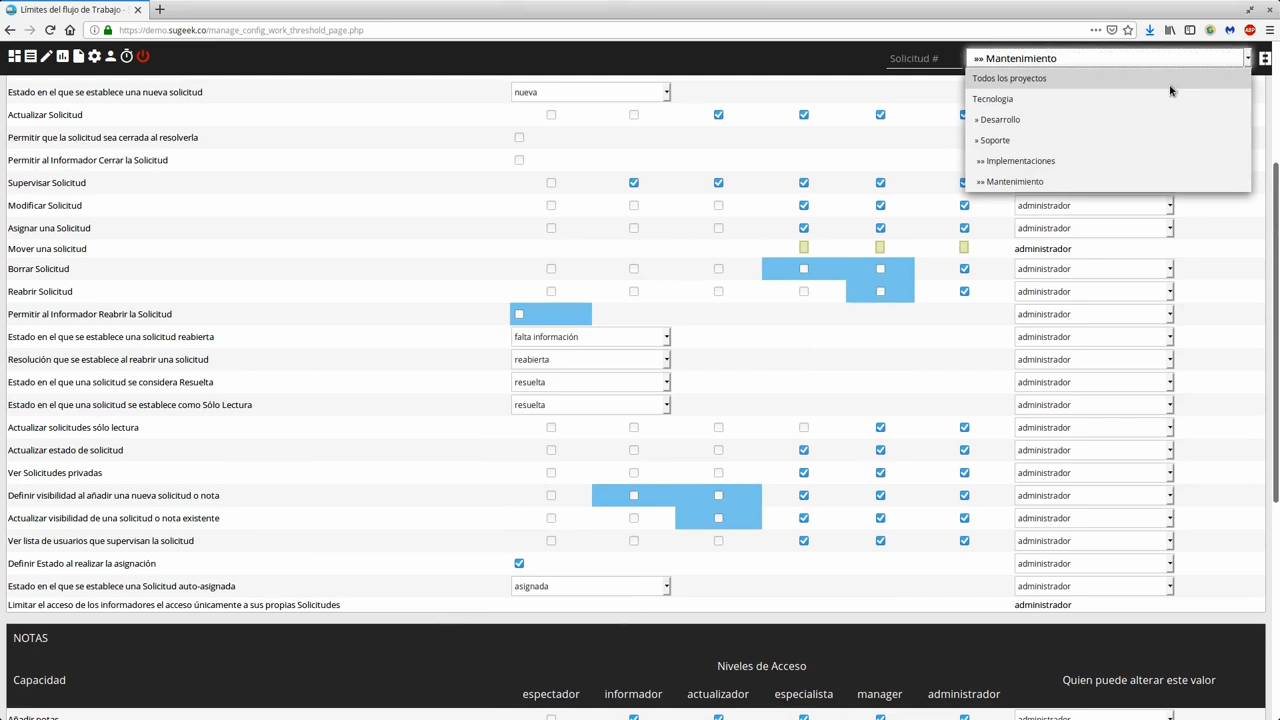 Límites del flujo de Trabajo - S
https://demo.sugeek.co/manage_config_work_threshold_page.php
Solicitud #
»» Mantenimiento
Todos los proyectos
Tecnologia
» Desarrollo
» Soporte
»» Implementaciones
»» Mantenimiento
Estado en el que se establece una nueva solicitud nueva
Actualizar Solicitud
Permitir que la solicitud sea cerrada al resolverla
Permitir al Informador Cerrar la Solicitud
Supervisar Solicitud
Modificar Solicitud administrador
Asignar una Solicitud administrador
Mover una solicitud administrador
Borrar Solicitud administrador
Reabrir Solicitud administrador
Permitir al Informador Reabrir la Solicitud administrador
Estado en el que se establece una solicitud reabierta falta información administrador
Resolución que se establece al reabrir una solicitud reabierta administrador
Estado en el que una solicitud se considera Resuelta resuelta administrador
Estado en el que una solicitud se establece como Sólo Lectura resuelta administrador
Actualizar solicitudes sólo lectura administrador
Actualizar estado de solicitud administrador
Ver Solicitudes privadas administrador
Definir visibilidad al añadir una nueva solicitud o nota administrador
Actualizar visibilidad de una solicitud o nota existente administrador
Ver lista de usuarios que supervisan la solicitud administrador
Definir Estado al realizar la asignación administrador
Estado en el que se establece una Solicitud auto-asignada asignada administrador
Limitar el acceso de los informadores el acceso únicamente a sus propias Solicitudes administrador
NOTAS
Niveles de Acceso
Capacidad Quien puede alterar este valor
espectador informador actualizador especialista manager administrador
Añadir notas administrador